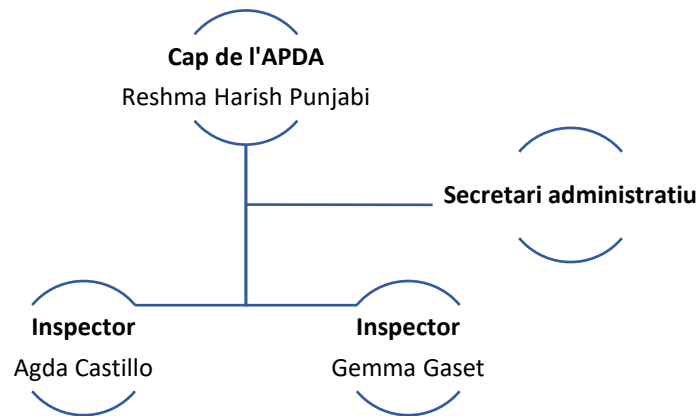 Cap de l'APDA
Reshma Harish Punjabi
Secretari administratiu
Inspector
Agda Castillo
Inspector
Gemma Gaset